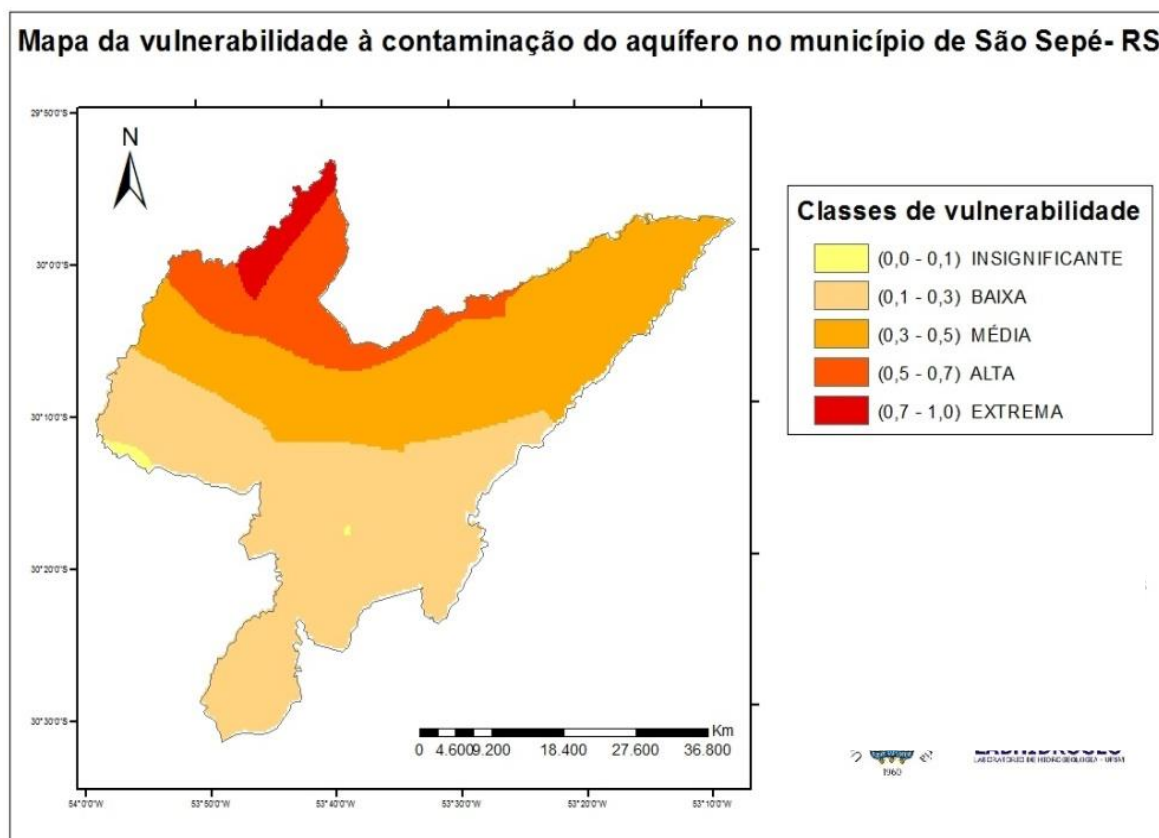 Mapa da vulnerabilidade à contaminação do aquífero no município de São Sepé- RS
29°50'0"S
N
Classes de vulnerabilidade
(0,0 - 0,1) INSIGNIFICANTE
30°0'0"S
(0,1 - 0,3) BAIXA
(0,3 - 0,5) MÉDIA
(0,5 - 0,7) ALTA
(0,7 - 1,0) EXTREMA
30°10'0"S
30°20'0"S
30°30'0"S
Km
0 4.600 9.200 18.400 27.600 36.800
LABORATÓRIO DE HIDROGEOLOGIA - UFSM
1960
54°0'0"W 53°50'0"W 53°40'0"W 53°30'0"W 53°20'0"W 53°10'0"W